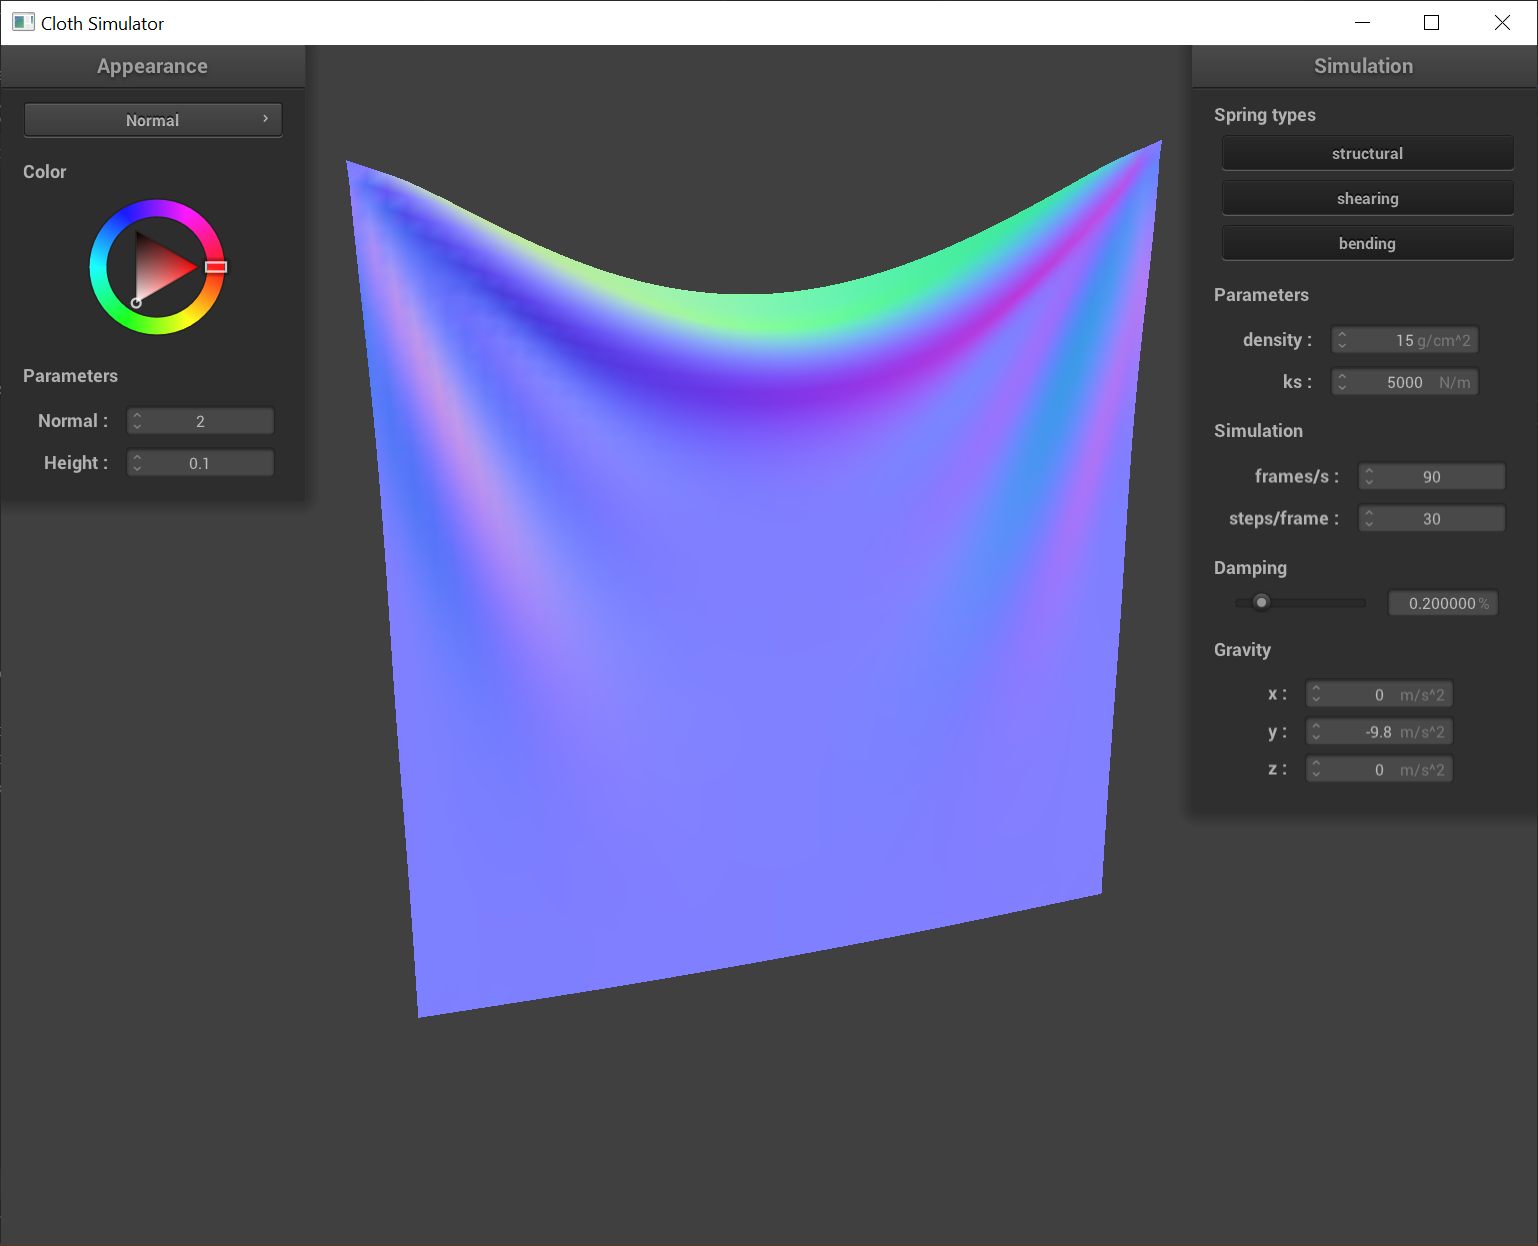 Cloth Simulator
Appearance
Normal
Color
Parameters
Normal : 2
Height : 0.1
Simulation
Spring types
structural
shearing
bending
Parameters
density : 15 g/cm^2
ks : 5000 N/m
Simulation
frames/s : 90
steps/frame : 30
Damping
0.200000 %
Gravity
x : 0 m/s^2
y : -9.8 m/s^2
z : 0 m/s^2